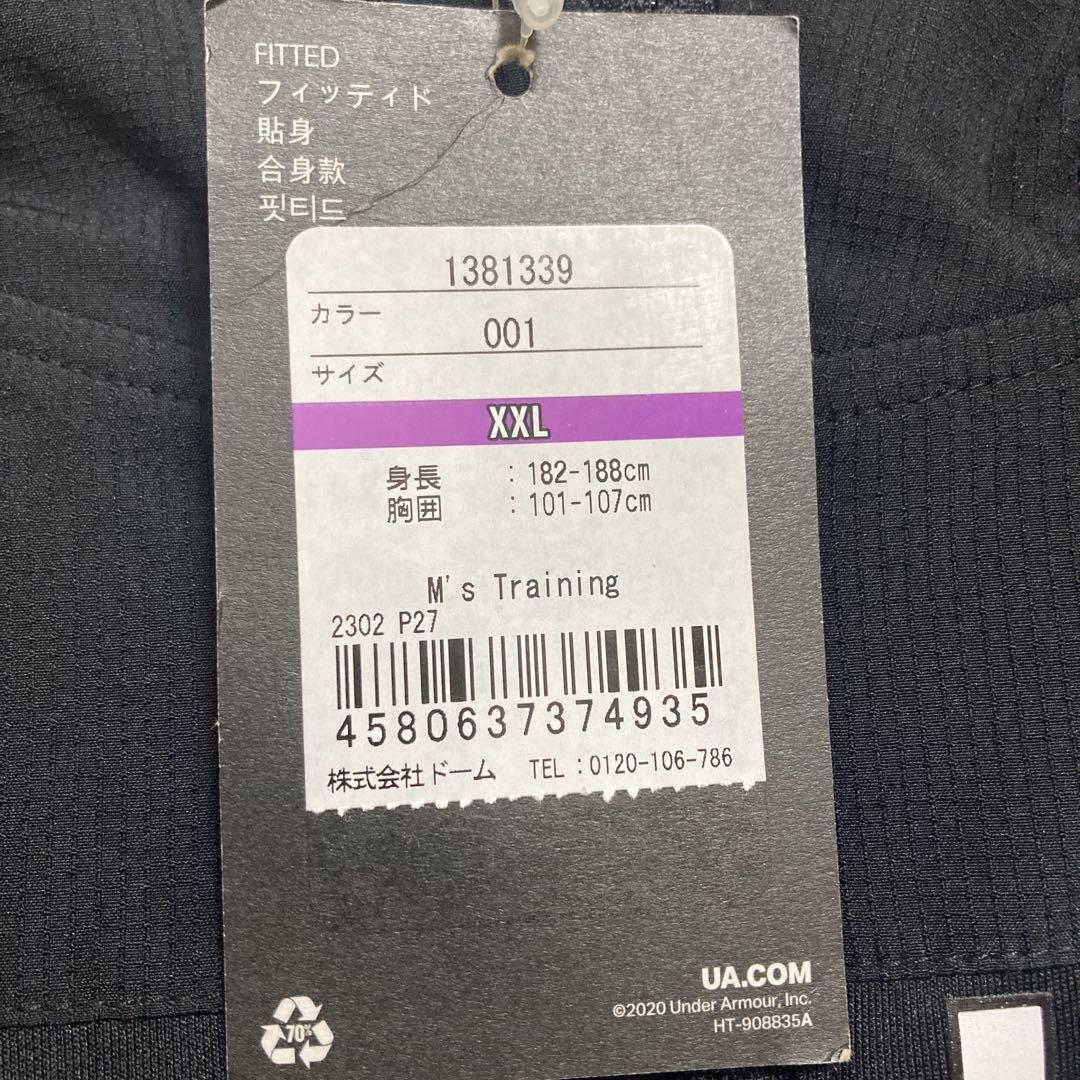 FITTED
フィッティド
貼身
合身款
핏티드
1381339
カラー
001
サイズ
XXL
身長 : 182-188cm
胸囲 : 101-107cm
M's Training
2302 P27
4580637374935
株式会社ドーム TEL:0120-106-786
UA.COM
©2020 Under Armour, Inc.
HT-908835A
70%